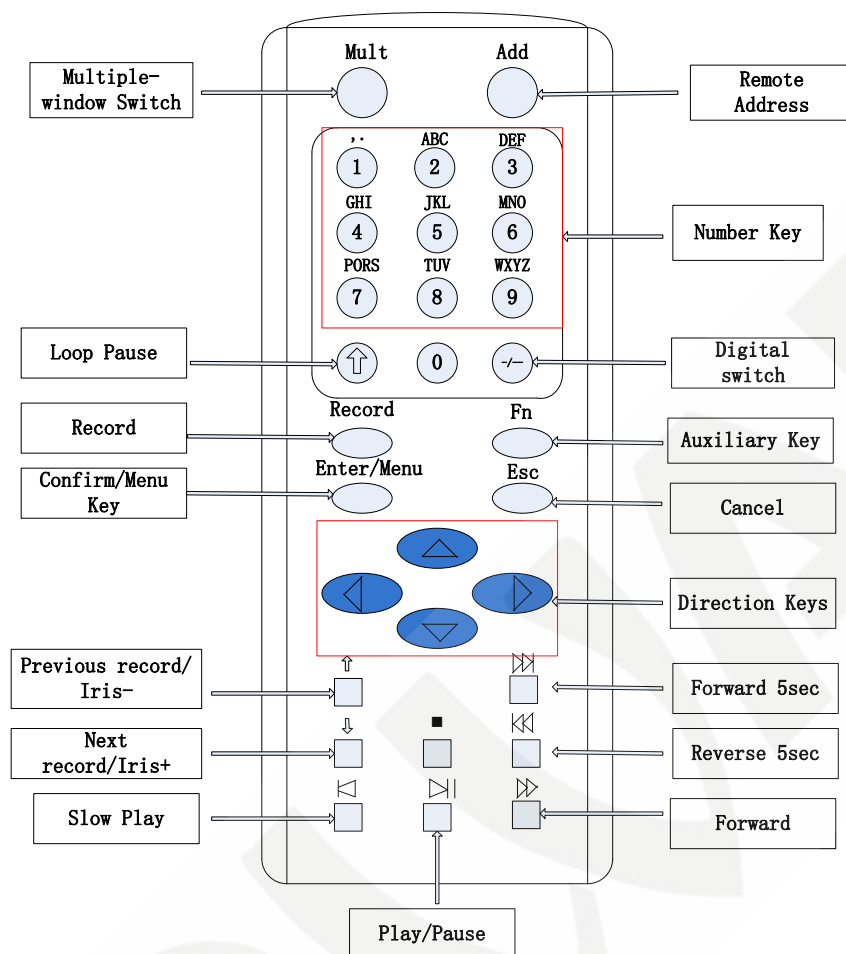 Mult
Add
Multiple-
window Switch
Remote
Address
,.
ABC
DEF
1
2
3
GHI
JKL
MNO
4
5
6
Number Key
PORS
TUV
WXYZ
7
8
9
Loop Pause
0
-/--
Digital
switch
Record
Record
Fn
Auxiliary Key
Confirm/Menu
Key
Enter/Menu
Esc
Cancel
Direction Keys
Previous record/
Iris-
Forward 5sec
Next
record/Iris+
Reverse 5sec
Slow Play
Forward
Play/Pause